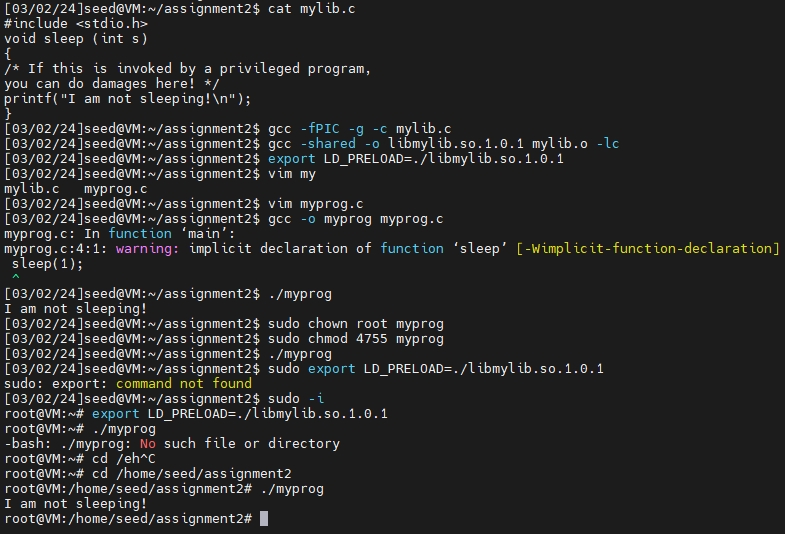 [03/02/24]seed@VM:~/assignment2$ cat mylib.c
#include <stdio.h>
void sleep (int s)
{
/* If this is invoked by a privileged program,
you can do damages here! */
printf("I am not sleeping!\n");
}
[03/02/24]seed@VM:~/assignment2$ gcc -fPIC -g -c mylib.c
[03/02/24]seed@VM:~/assignment2$ gcc -shared -o libmylib.so.1.0.1 mylib.o -lc
[03/02/24]seed@VM:~/assignment2$ export LD_PRELOAD=./libmylib.so.1.0.1
[03/02/24]seed@VM:~/assignment2$ vim my
mylib.c   myprog.c
[03/02/24]seed@VM:~/assignment2$ vim myprog.c
[03/02/24]seed@VM:~/assignment2$ gcc -o myprog myprog.c
myprog.c: In function ‘main’:
myprog.c:4:1: warning: implicit declaration of function ‘sleep’ [-Wimplicit-function-declaration]
 sleep(1);
 ^
[03/02/24]seed@VM:~/assignment2$ ./myprog
I am not sleeping!
[03/02/24]seed@VM:~/assignment2$ sudo chown root myprog
[03/02/24]seed@VM:~/assignment2$ sudo chmod 4755 myprog
[03/02/24]seed@VM:~/assignment2$ ./myprog
[03/02/24]seed@VM:~/assignment2$ sudo export LD_PRELOAD=./libmylib.so.1.0.1
sudo: export: command not found
[03/02/24]seed@VM:~/assignment2$ sudo -i
root@VM:~# export LD_PRELOAD=./libmylib.so.1.0.1
root@VM:~# ./myprog
-bash: ./myprog: No such file or directory
root@VM:~# cd /eh^C
root@VM:~# cd /home/seed/assignment2
root@VM:/home/seed/assignment2# ./myprog
I am not sleeping!
root@VM:/home/seed/assignment2#